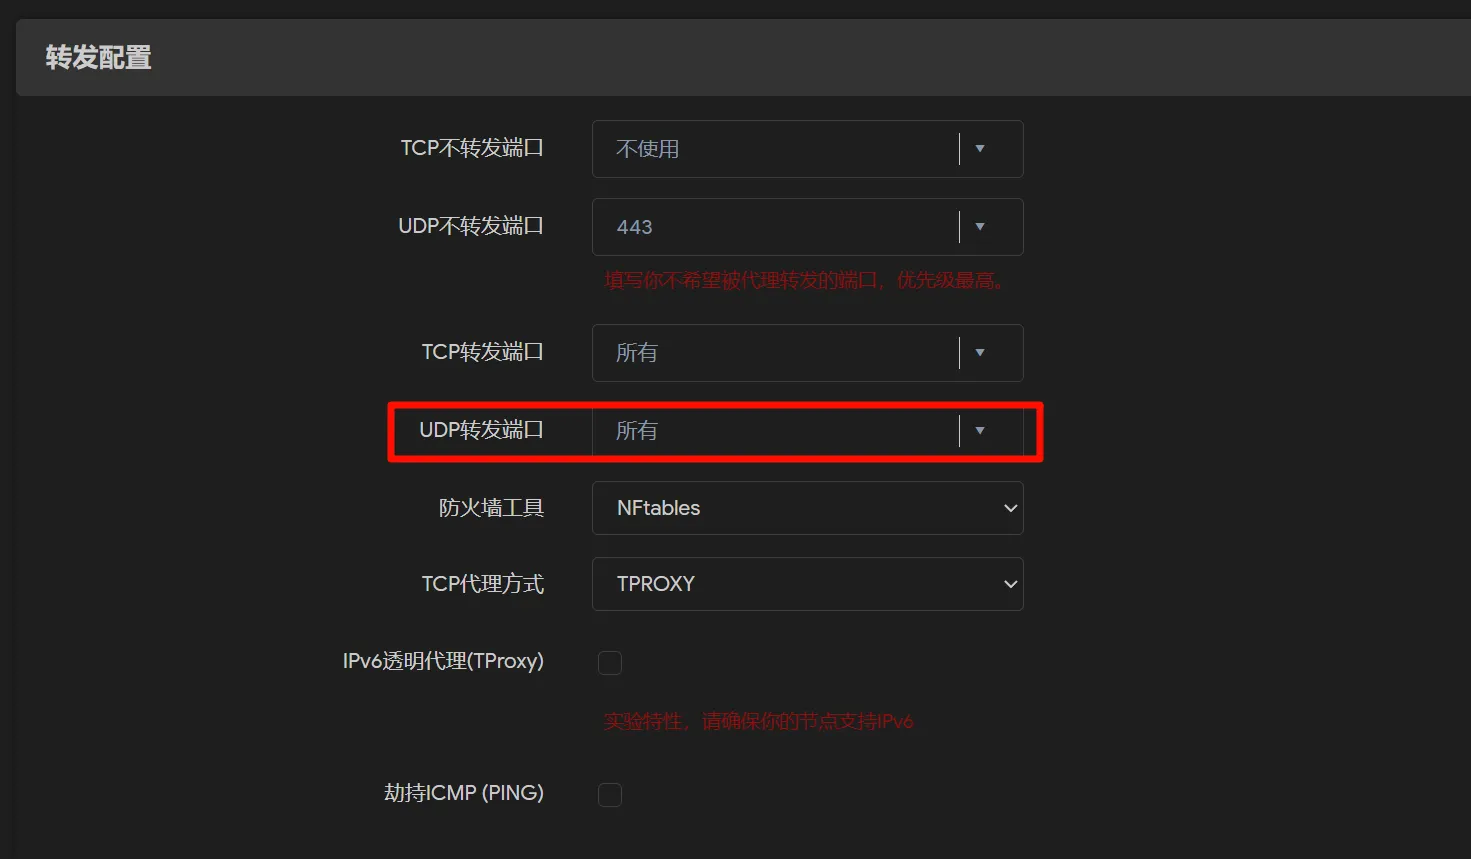 转发配置
TCP不转发端口 不使用
UDP不转发端口 443
填写你不希望被代理转发的端口，优先级最高。
TCP转发端口 所有
UDP转发端口 所有
防火墙工具 NFtables
TCP代理方式 TPROXY
IPv6透明代理(TProxy)
实验特性，请确保你的节点支持IPv6
劫持ICMP (PING)